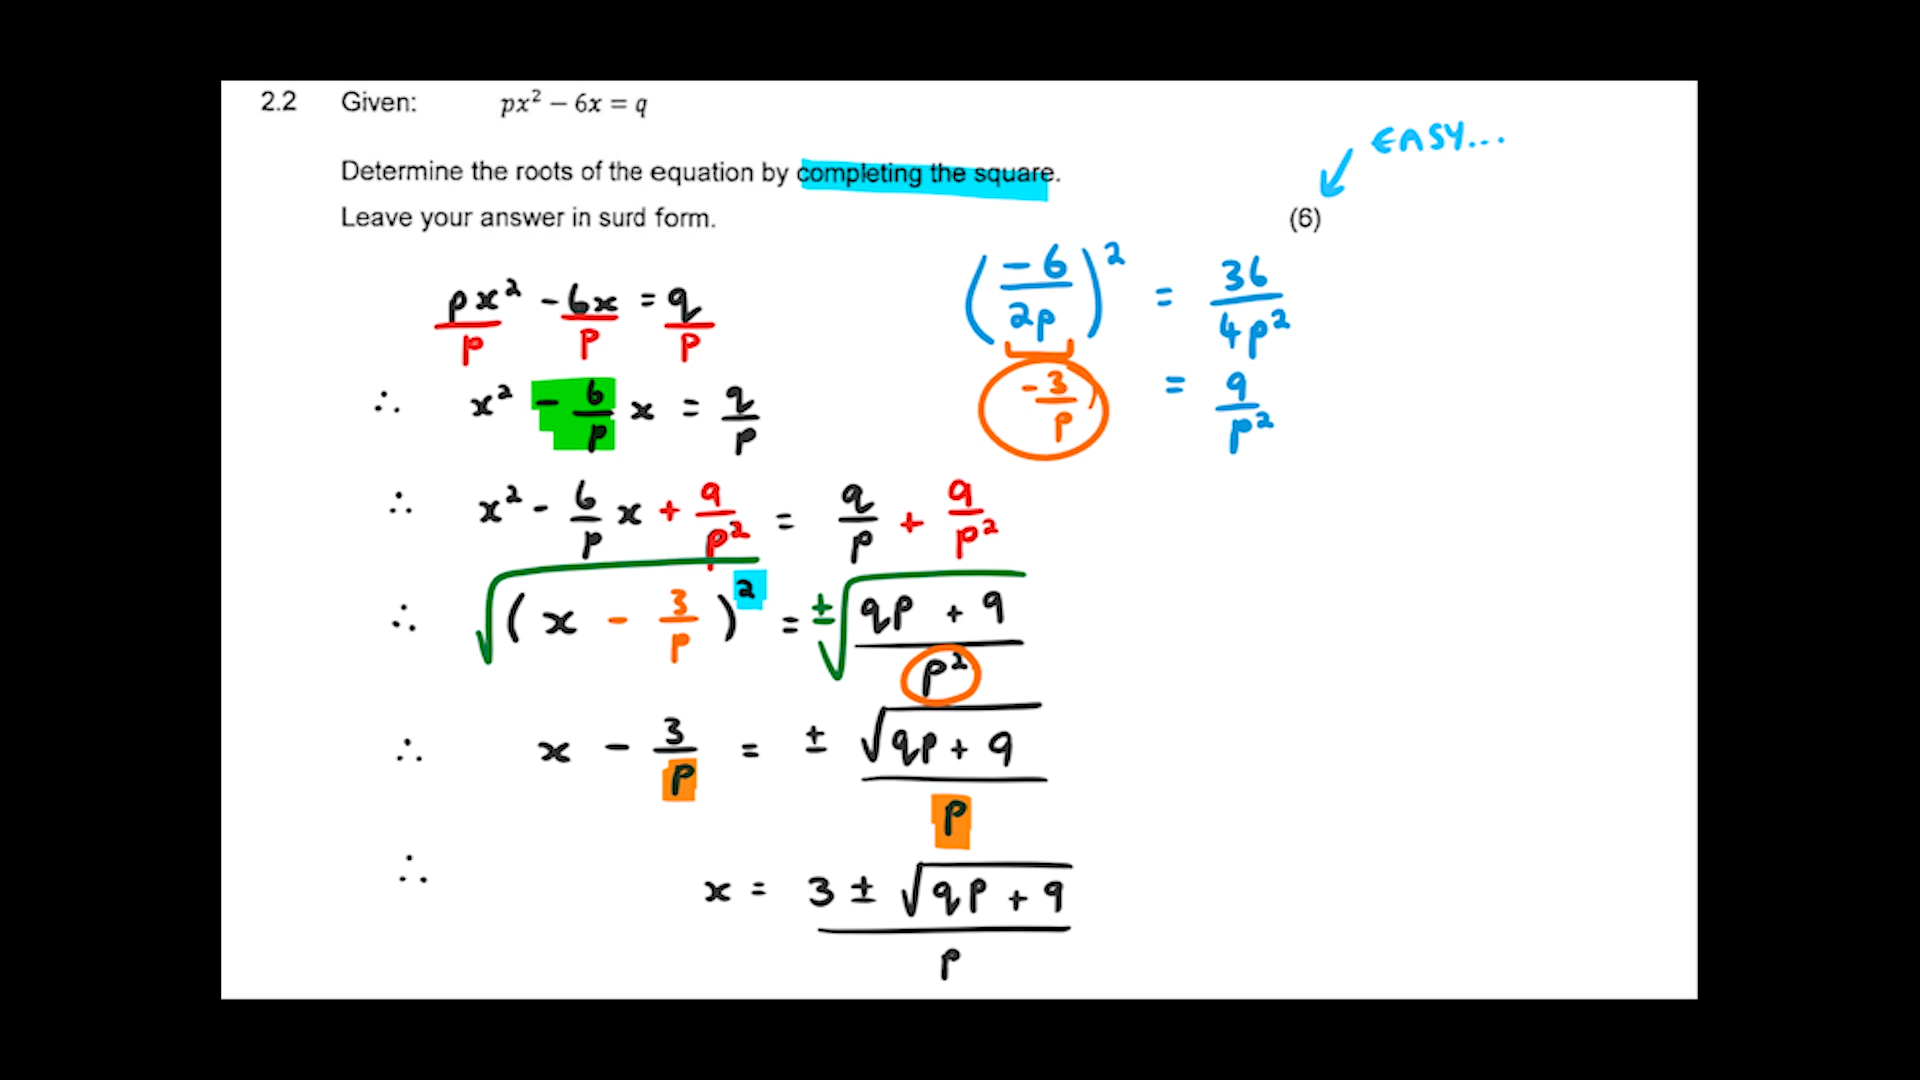 2.2 Given: px² – 6x = q
EASY...
Determine the roots of the equation by completing the square.
Leave your answer in surd form. (6)
px²/p - 6x/p = q/p
(-6/2p)² = 36/4p²
-3/p = 9/p²
∴ x² - 6/p x = q/p
∴ x² - 6/p x + 9/p² = q/p + 9/p²
∴ √(x - 3/p)² = ±√((qp + 9)/p²)
∴ x - 3/p = ± √(qp + 9)/p
∴ x = (3 ± √(qp + 9))/p